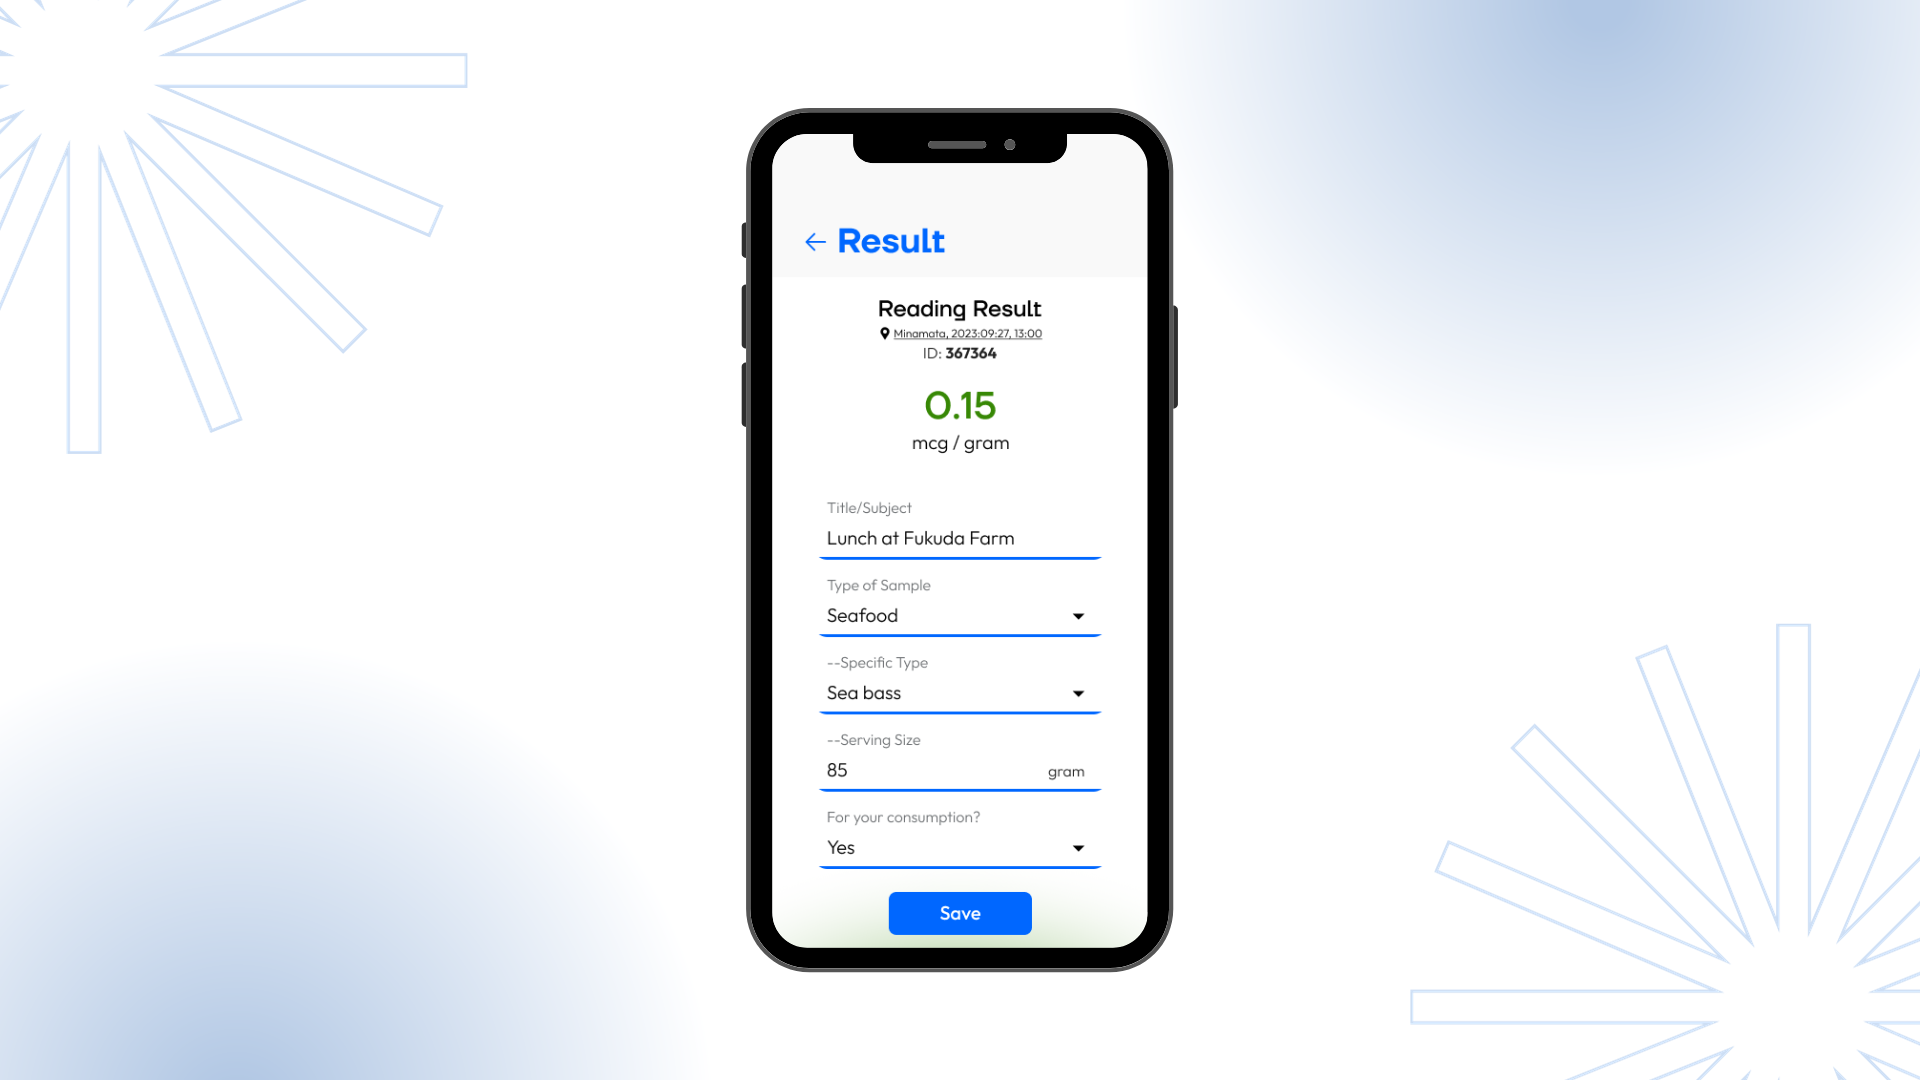 Result
Reading Result
Minamata, 2023:09:27, 13:00
ID: 367364
0.15
mcg / gram
Title/Subject
Lunch at Fukuda Farm
Type of Sample
Seafood
--Specific Type
Sea bass
--Serving Size
85 gram
For your consumption?
Yes
Save